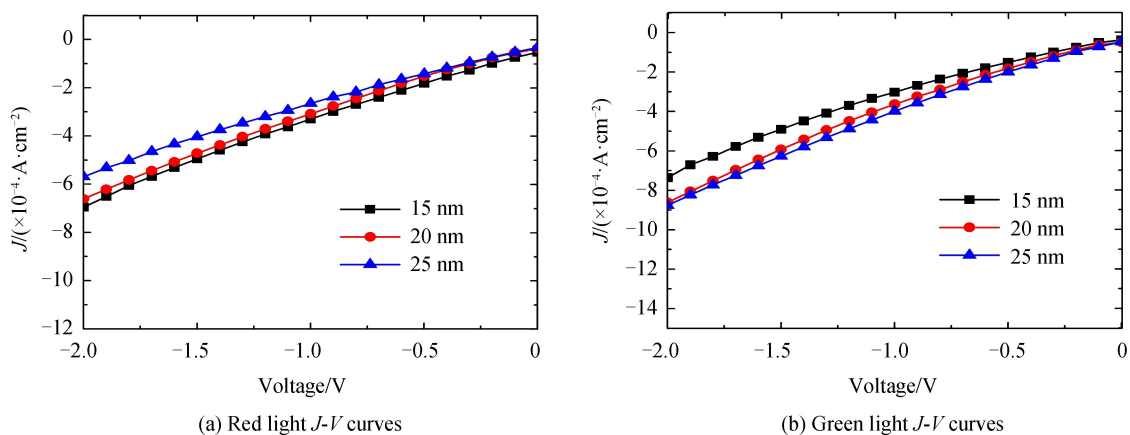 0
−2
−4
−6
−8
−10
−12
J/(×10⁻⁴·A·cm⁻²)
15 nm
20 nm
25 nm
−2.0 −1.5 −1.0 −0.5 0
Voltage/V
(a) Red light J-V curves
0
−2
−4
−6
−8
−10
−12
−14
J/(×10⁻⁴·A·cm⁻²)
15 nm
20 nm
25 nm
−2.0 −1.5 −1.0 −0.5 0
Voltage/V
(b) Green light J-V curves